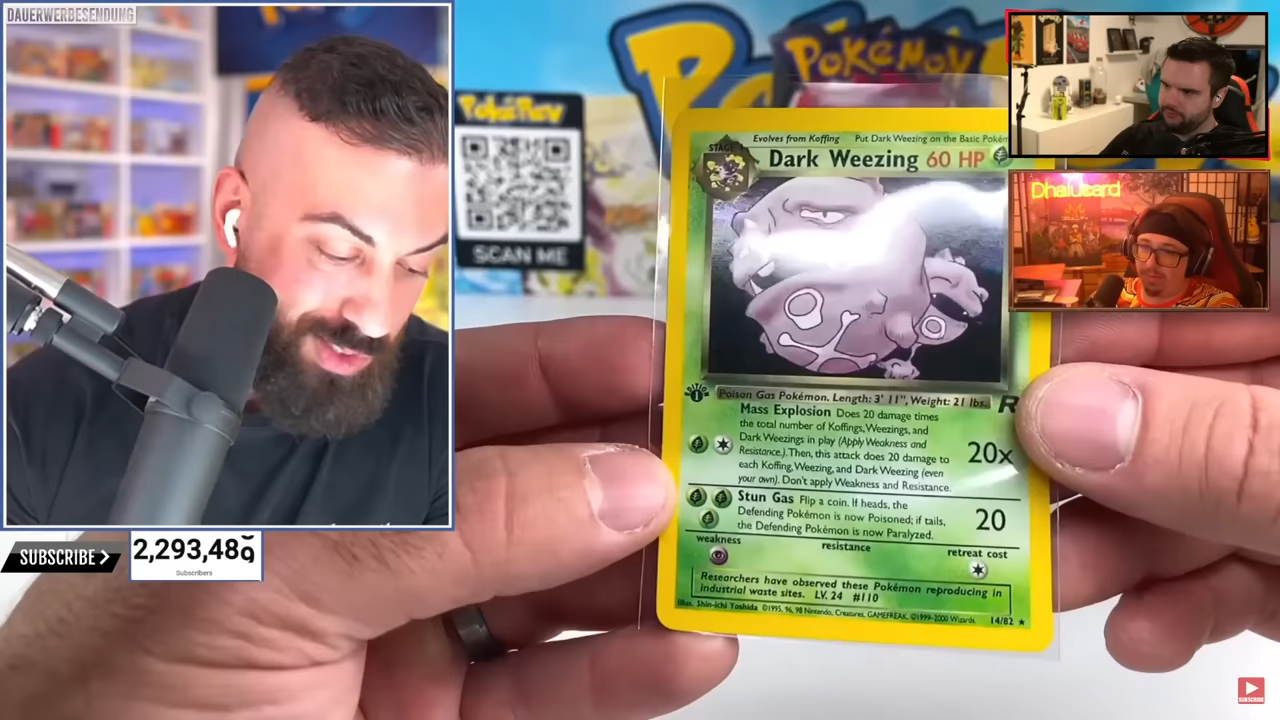 DAUERWERBESENDUNG
PokéRev
SCAN ME
Pokémon
Evolves from Koffing Put Dark Weezing on the Basic Pokém
STAGE 1
Dark Weezing 60 HP
EDITION 1
Poison Gas Pokémon. Length: 3' 11", Weight: 21 lbs. R
Mass Explosion Does 20 damage times
the total number of Koffings, Weezings, and
Dark Weezings in play (Apply Weakness and
Resistance.) Then, this attack does 20 damage to
each Koffing, Weezing, and Dark Weezing (even
your own). Don't apply Weakness and Resistance.
20x
Stun Gas Flip a coin. If heads, the
Defending Pokémon is now Poisoned; if tails,
the Defending Pokémon is now Paralyzed.
20
weakness resistance retreat cost
Researchers have observed these Pokémon reproducing in
industrial waste sites. LV. 24 #110
Illus. Shin-ichi Yoshida ©1995, 96, 98 Nintendo, Creatures, GAMEFREAK. ©1999-2000 Wizards. 14/82
Dhalucard
SUBSCRIBE >
2,293,489
Subscribers
SUBSCRIBE